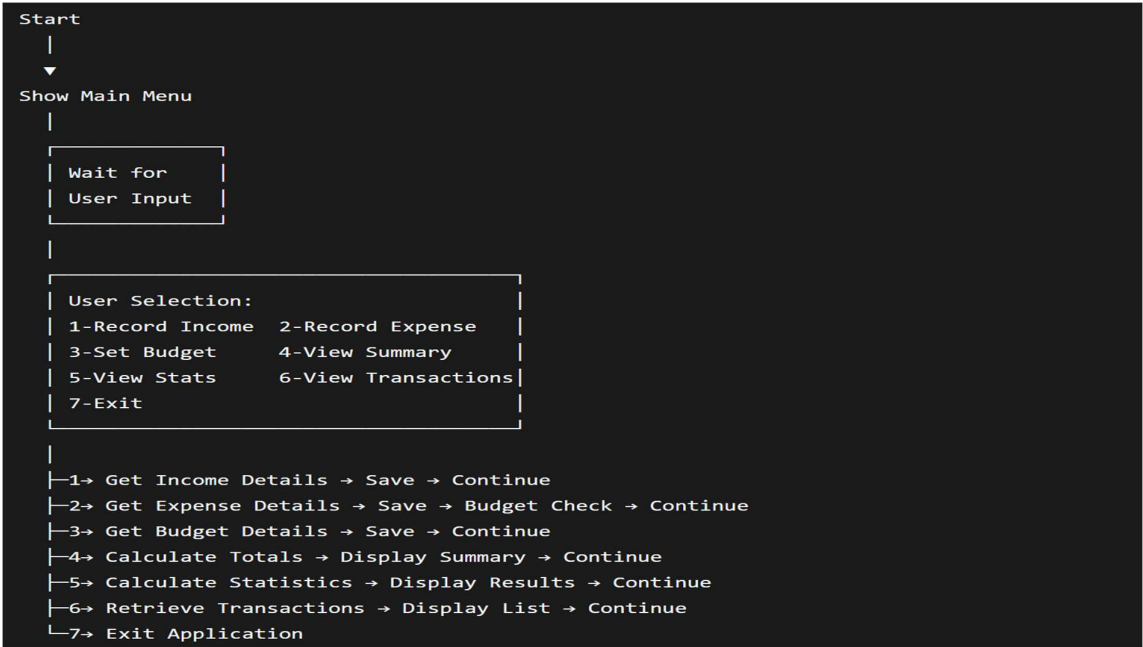 Start
Show Main Menu
Wait for
User Input
User Selection:
1-Record Income 2-Record Expense
3-Set Budget 4-View Summary
5-View Stats 6-View Transactions
7-Exit
1→ Get Income Details → Save → Continue
2→ Get Expense Details → Save → Budget Check → Continue
3→ Get Budget Details → Save → Continue
4→ Calculate Totals → Display Summary → Continue
5→ Calculate Statistics → Display Results → Continue
6→ Retrieve Transactions → Display List → Continue
7→ Exit Application